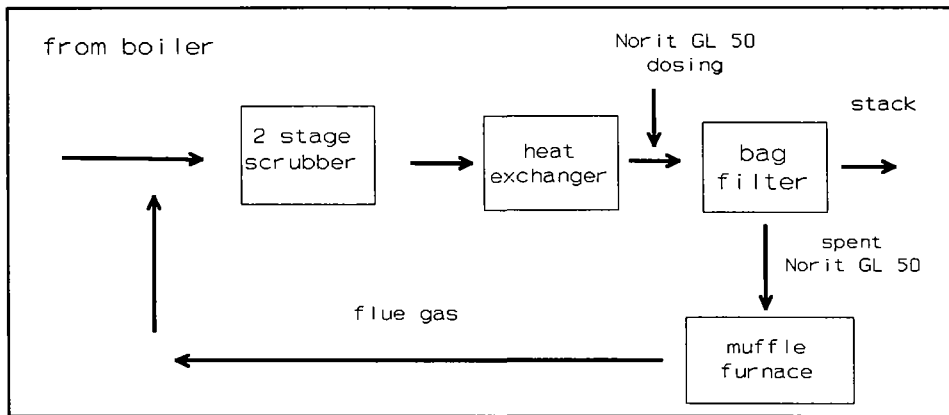 from boiler
Norit GL 50
dosing
stack
2 stage
scrubber
heat
exchanger
bag
filter
spent
Norit GL 50
flue gas
muffle
furnace